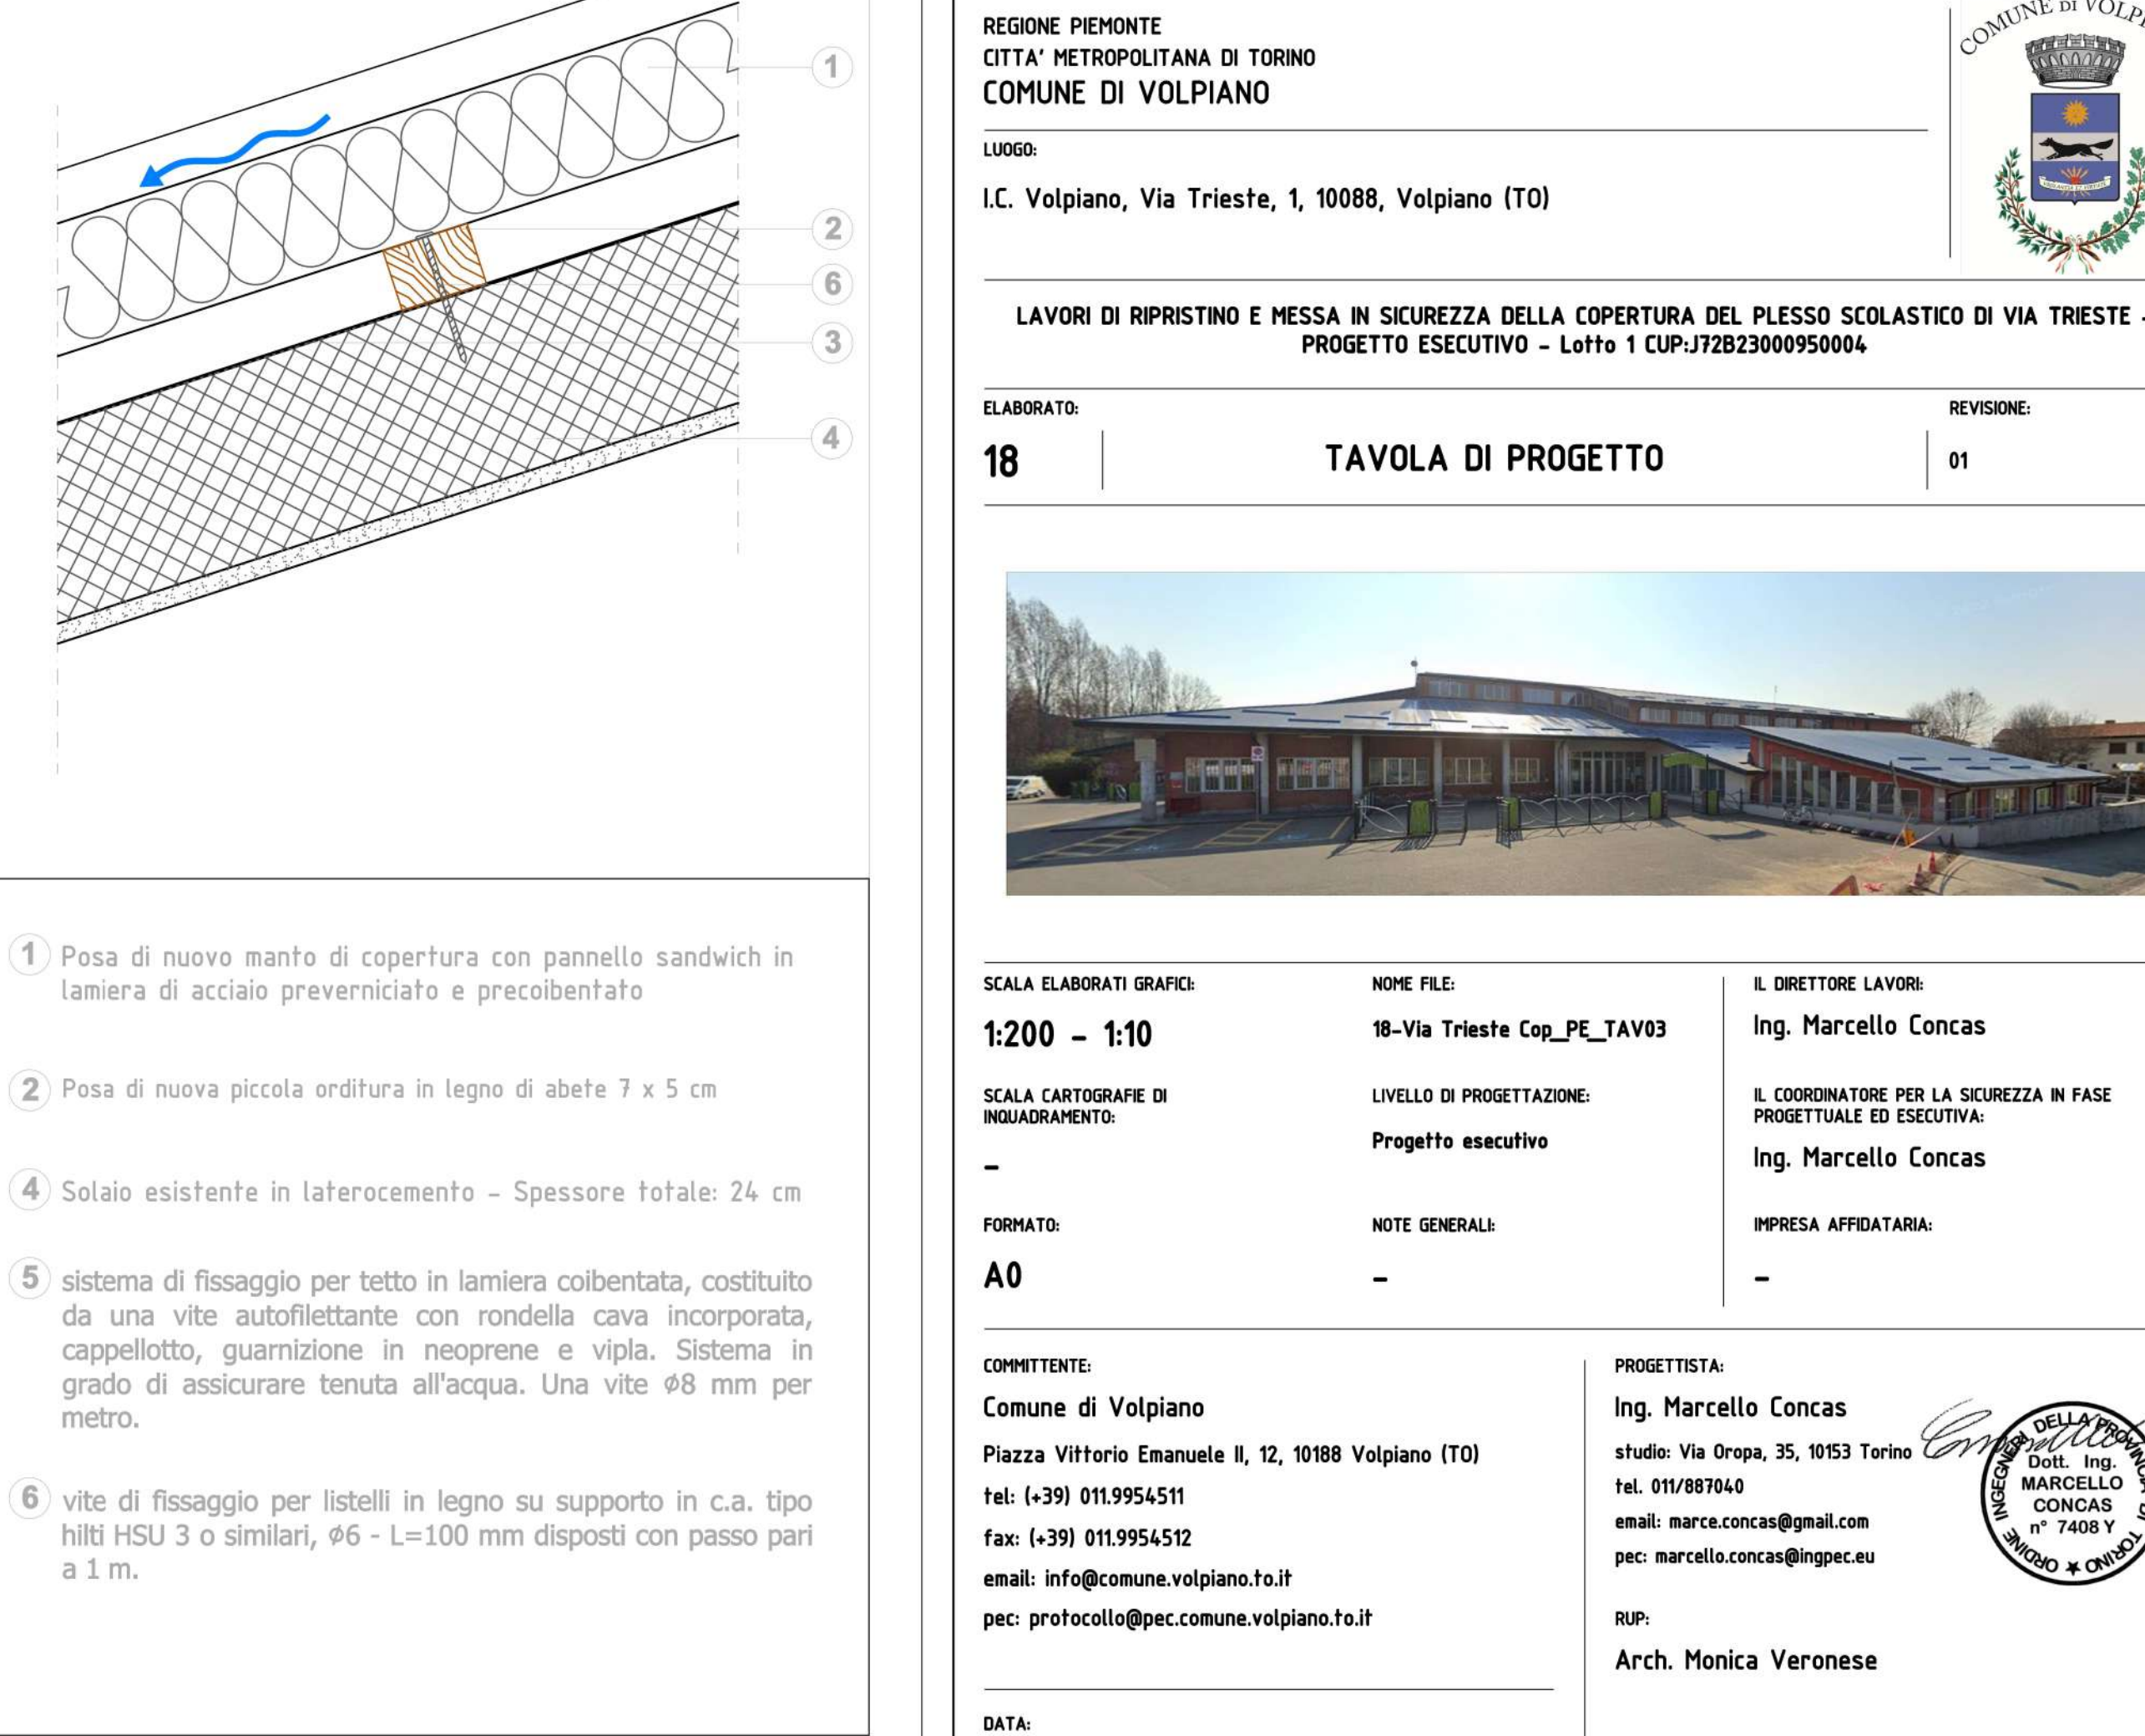 1
2
6
3
4
1 Posa di nuovo manto di copertura con pannello sandwich in
lamiera di acciaio preverniciato e precoibentato
2 Posa di nuova piccola orditura in legno di abete 7 x 5 cm
4 Solaio esistente in laterocemento - Spessore totale: 24 cm
5 sistema di fissaggio per tetto in lamiera coibentata, costituito
da una vite autofilettante con rondella cava incorporata,
cappellotto, guarnizione in neoprene e vipla. Sistema in
grado di assicurare tenuta all'acqua. Una vite ϕ8 mm per
metro.
6 vite di fissaggio per listelli in legno su supporto in c.a. tipo
hilti HSU 3 o similari, ϕ6 - L=100 mm disposti con passo pari
a 1 m.
REGIONE PIEMONTE
CITTA' METROPOLITANA DI TORINO
COMUNE DI VOLPIANO
COMUNE DI
LUOGO:
I.C. Volpiano, Via Trieste, 1, 10088, Volpiano (TO)
LAVORI DI RIPRISTINO E MESSA IN SICUREZZA DELLA COPERTURA DEL PLESSO SCOLASTICO DI VIA TRIESTE -
PROGETTO ESECUTIVO - Lotto 1 CUP:J72B23000950004
ELABORATO:
REVISIONE:
18
TAVOLA DI PROGETTO
01
SCALA ELABORATI GRAFICI:
1:200 - 1:10
NOME FILE:
18-Via Trieste Cop_PE_TAV03
IL DIRETTORE LAVORI:
Ing. Marcello Concas
SCALA CARTOGRAFIE DI
INQUADRAMENTO:
-
LIVELLO DI PROGETTAZIONE:
Progetto esecutivo
IL COORDINATORE PER LA SICUREZZA IN FASE
PROGETTUALE ED ESECUTIVA:
Ing. Marcello Concas
FORMATO:
A0
NOTE GENERALI:
-
IMPRESA AFFIDATARIA:
-
COMMITTENTE:
Comune di Volpiano
Piazza Vittorio Emanuele II, 12, 10188 Volpiano (TO)
tel: (+39) 011.9954511
fax: (+39) 011.9954512
email: info@comune.volpiano.to.it
pec: protocollo@pec.comune.volpiano.to.it
PROGETTISTA:
Ing. Marcello Concas
studio: Via Oropa, 35, 10153 Torino
tel. 011/887040
email: marce.concas@gmail.com
pec: marcello.concas@ingpec.eu
ORDINE INGEGNERI DELLA PROVINCIA DI TORINO
Dott. Ing.
MARCELLO
CONCAS
n° 7408 Y
RUP:
Arch. Monica Veronese
DATA: